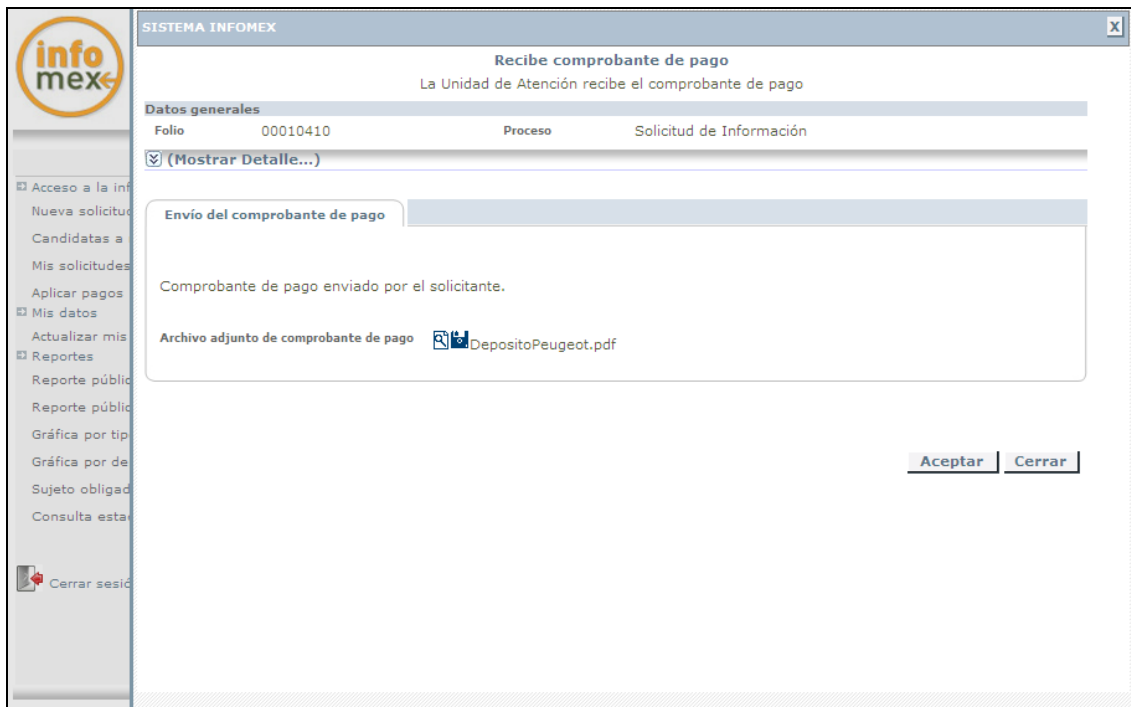 info
mex
SISTEMA INFOMEX
X
Recibe comprobante de pago
La Unidad de Atención recibe el comprobante de pago
Datos generales
Folio 00010410 Proceso Solicitud de Información
(Mostrar Detalle...)
Acceso a la inf
Nueva solicitud
Candidatas a
Mis solicitudes
Aplicar pagos
Mis datos
Actualizar mis
Reportes
Reporte públic
Reporte públic
Gráfica por tip
Gráfica por de
Sujeto obligad
Consulta esta
Cerrar sesió
Envío del comprobante de pago
Comprobante de pago enviado por el solicitante.
Archivo adjunto de comprobante de pago DepositoPeugeot.pdf
Aceptar Cerrar